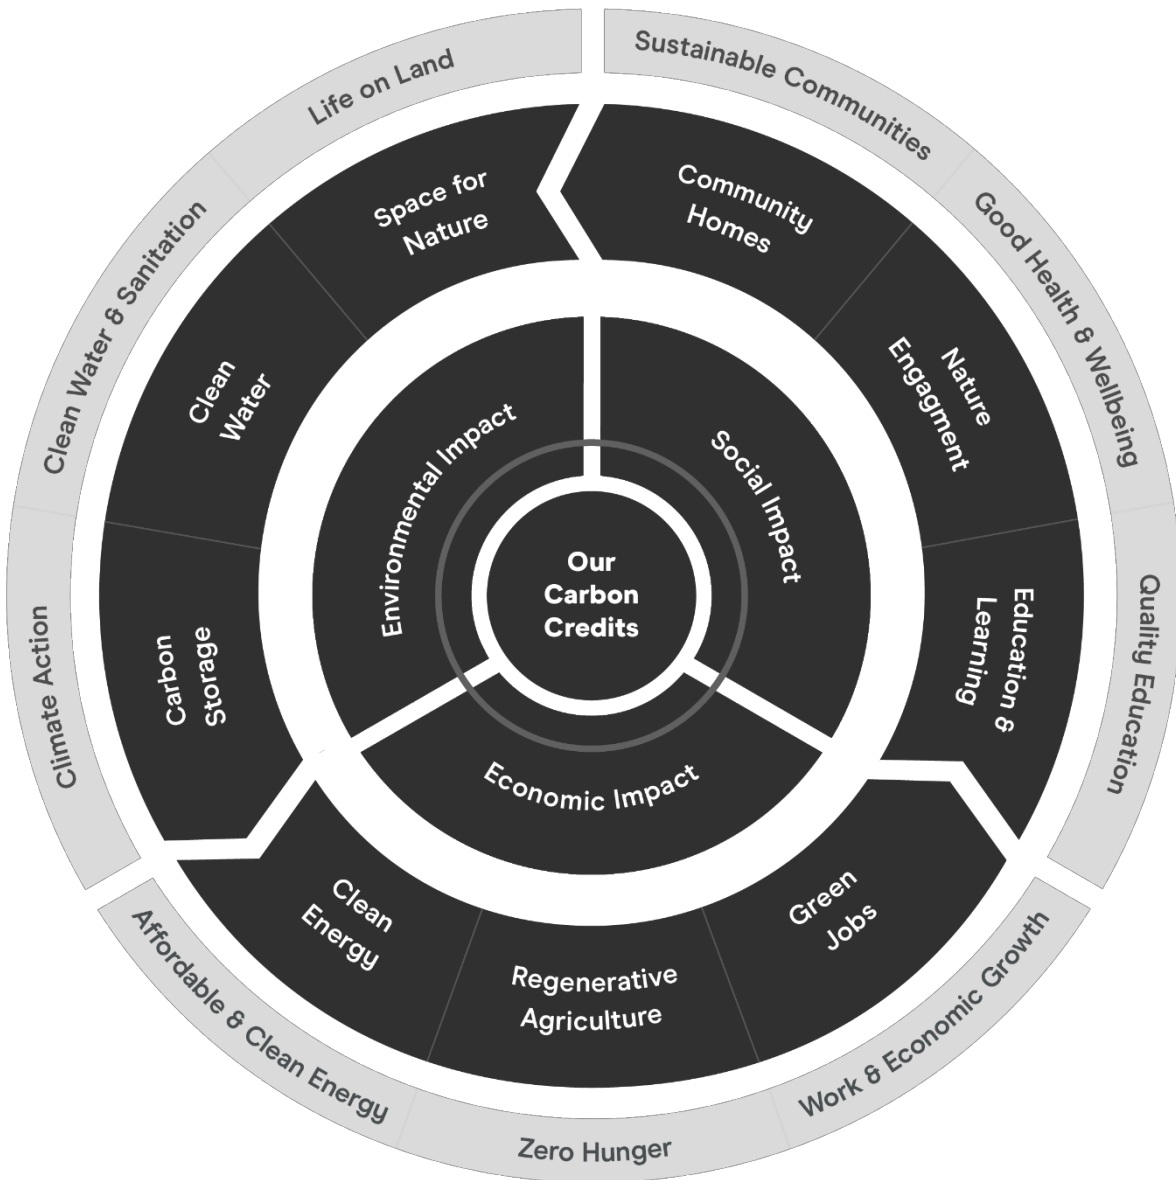 Our
Carbon
Credits
Environmental Impact
Social Impact
Economic Impact
Community
Homes
Nature
Engagment
Education &
Learning
Green
Jobs
Regenerative
Agriculture
Clean
Energy
Carbon
Storage
Clean
Water
Space for
Nature
Sustainable Communities
Good Health & Wellbeing
Quality Education
Work & Economic Growth
Zero Hunger
Affordable & Clean Energy
Climate Action
Clean Water & Sanitation
Life on Land